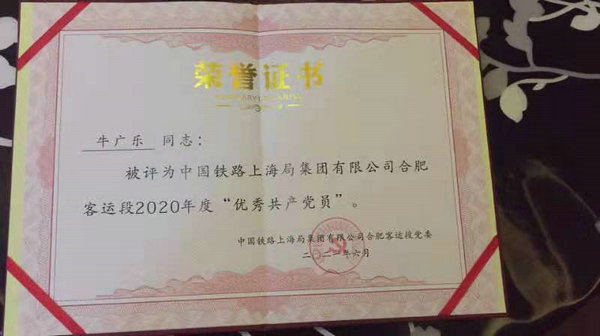 荣誉证书
牛广乐 同志：
被评为中国铁路上海局集团有限公司合肥
客运段2020年度“优秀共产党员”。
中国铁路上海局集团有限公司合肥客运段党委
二〇二一年六月